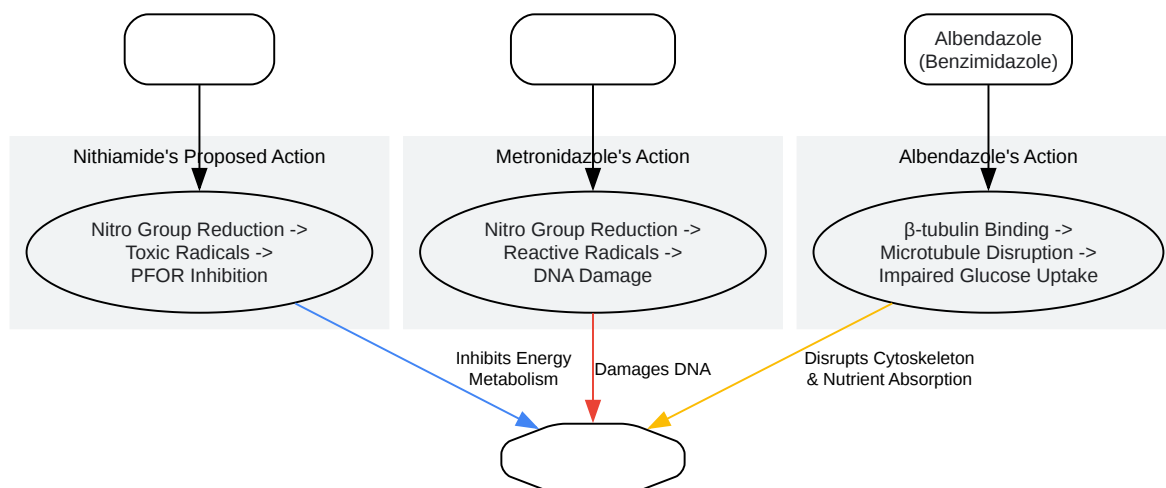 Albendazole
(Benzimidazole)
Nithiamide's Proposed Action
Metronidazole's Action
Albendazole's Action
Nitro Group Reduction ->
Toxic Radicals ->
PFOR Inhibition
Nitro Group Reduction ->
Reactive Radicals ->
DNA Damage
β-tubulin Binding ->
Microtubule Disruption ->
Impaired Glucose Uptake
Inhibits Energy
Metabolism
Damages DNA
Disrupts Cytoskeleton
& Nutrient Absorption